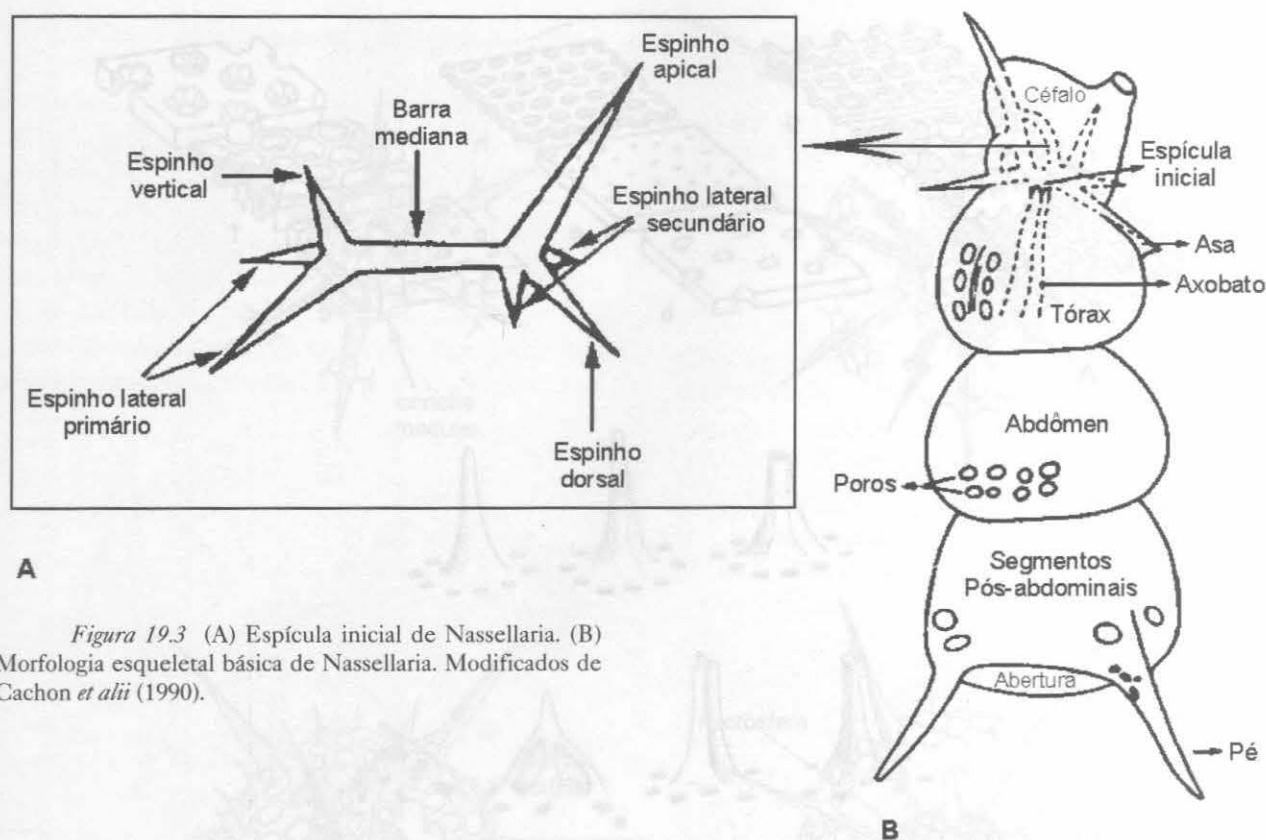 Espinho
apical
Barra
mediana
Espinho
vertical
Espinho lateral
secundário
Espinho lateral
primário
Espinho
dorsal
A
Figura 19.3 (A) Espícula inicial de Nassellaria. (B)
Morfologia esqueletal básica de Nassellaria. Modificados de
Cachon et alii (1990).
Céfalo
Espícula
inicial
Asa
Axobato
Tórax
Abdômen
Poros
Segmentos
Pós-abdominais
Abertura
Pé
B